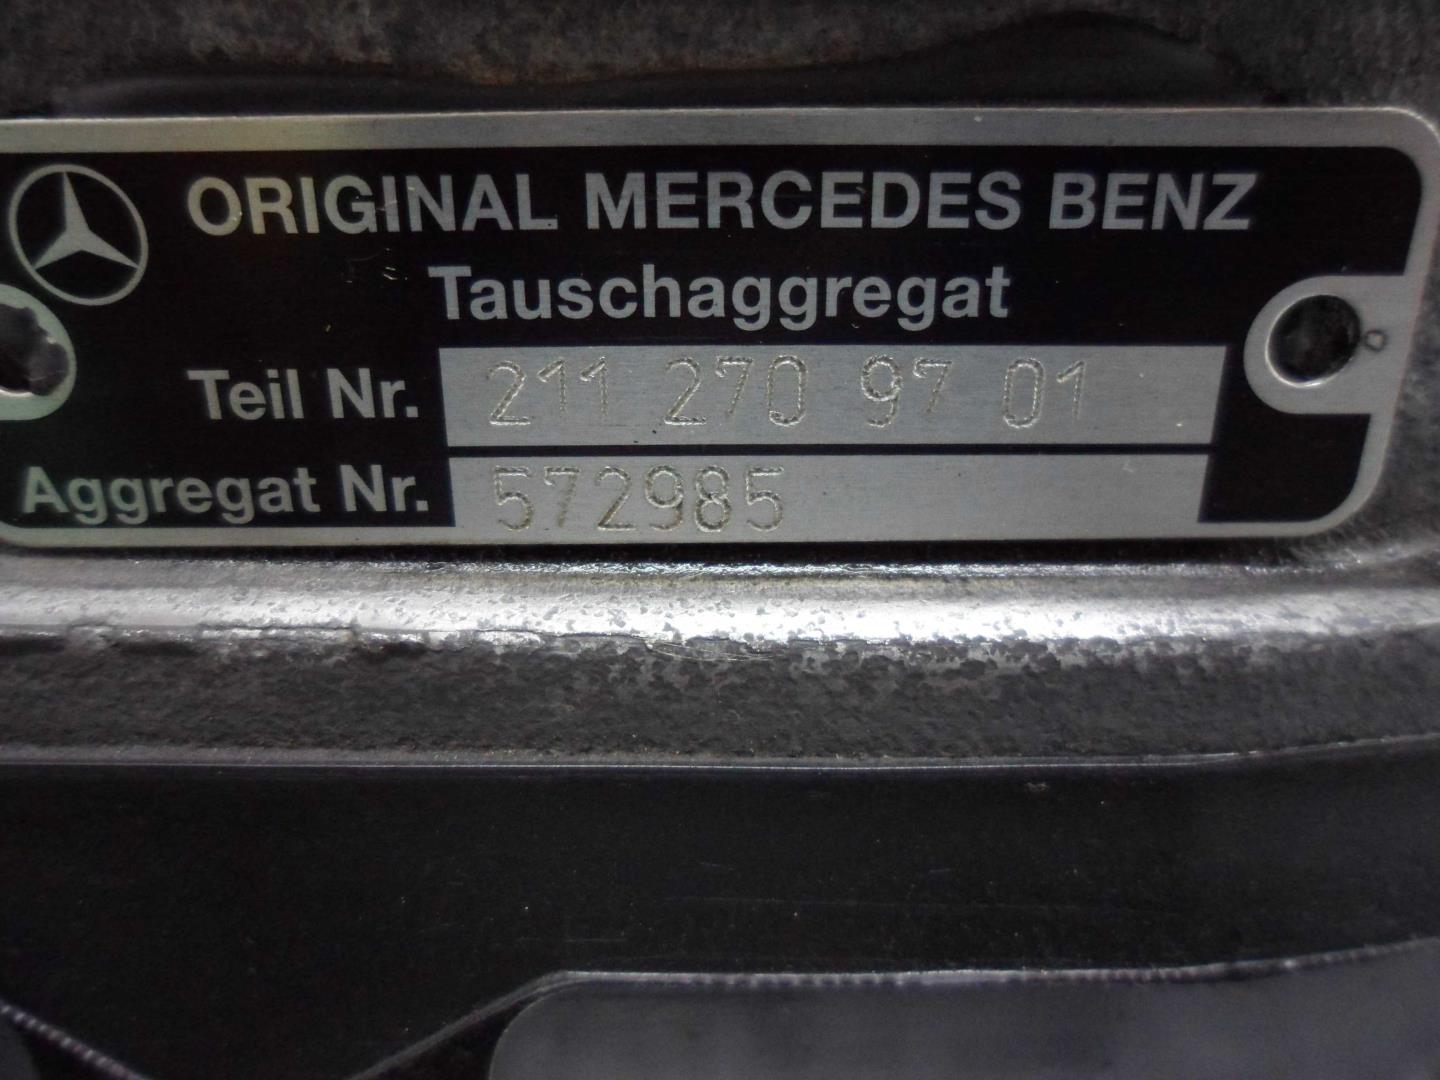 ORIGINAL MERCEDES BENZ
Tauschaggregat
Teil Nr. 211 270 97 01
Aggregat Nr. 572985